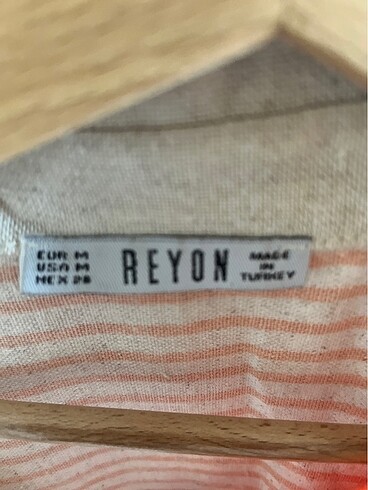 EUR M
USA M
MEX 28
REYON
MADE
IN
TURKEY